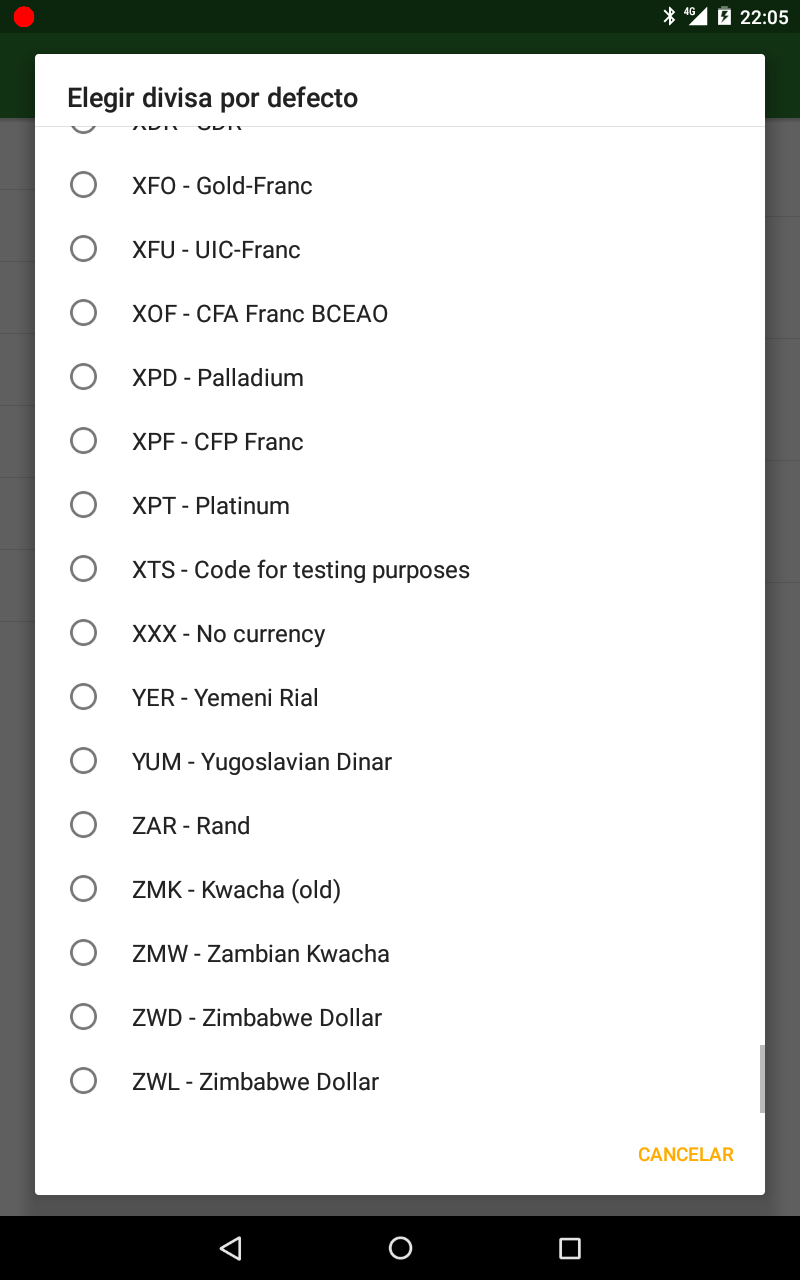 4G 22:05
Elegir divisa por defecto
XDR - SDR
XFO - Gold-Franc
XFU - UIC-Franc
XOF - CFA Franc BCEAO
XPD - Palladium
XPF - CFP Franc
XPT - Platinum
XTS - Code for testing purposes
XXX - No currency
YER - Yemeni Rial
YUM - Yugoslavian Dinar
ZAR - Rand
ZMK - Kwacha (old)
ZMW - Zambian Kwacha
ZWD - Zimbabwe Dollar
ZWL - Zimbabwe Dollar
CANCELAR